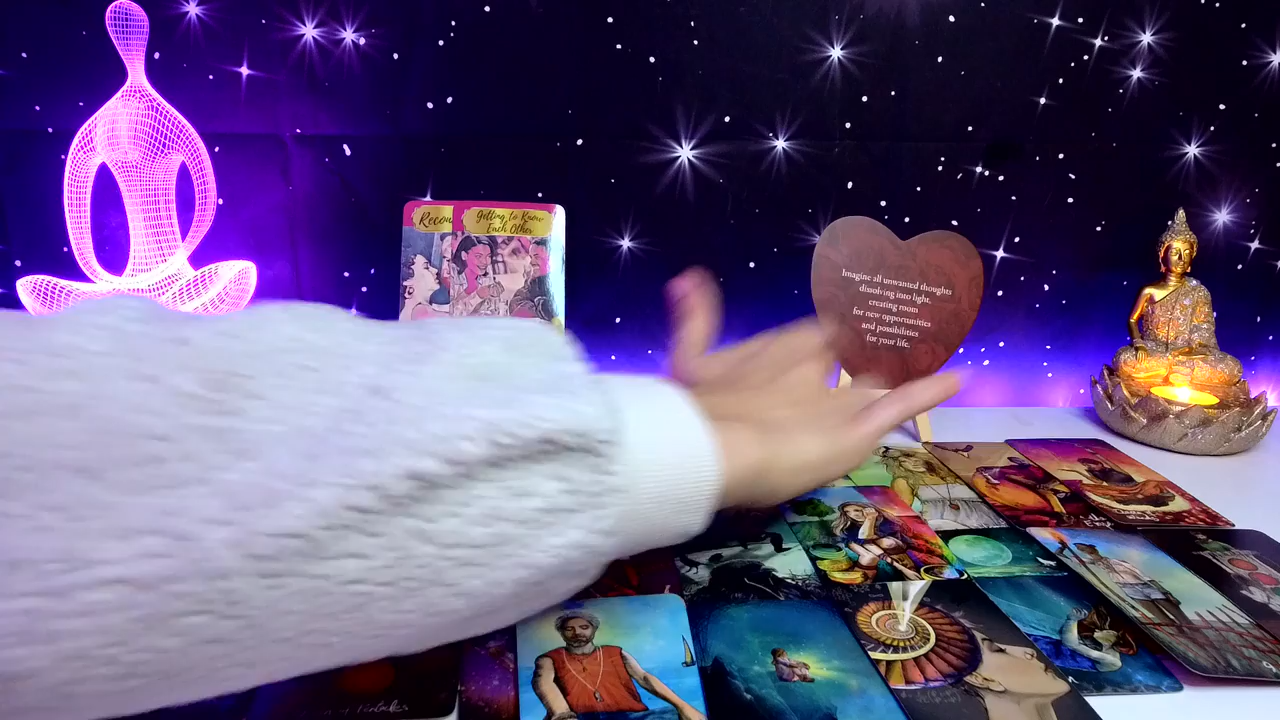 Recon
Getting to Know
Each Other
Imagine all unwanted thoughts
dissolving into light,
creating room
for new opportunities
and possibilities
for your life.